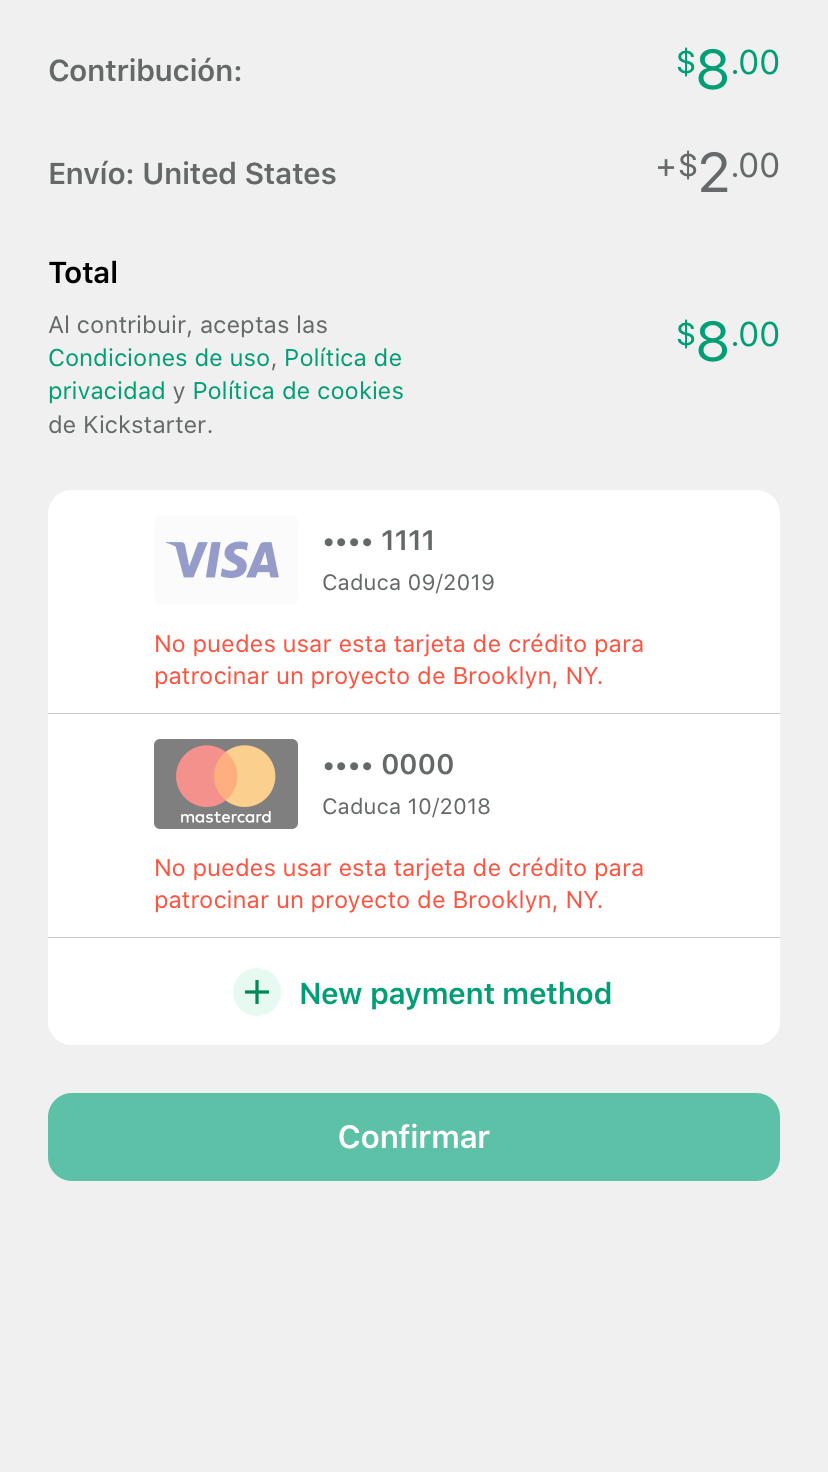 Contribución:
$8.00
Envío: United States
+$2.00
Total
Al contribuir, aceptas las
Condiciones de uso, Política de
privacidad y Política de cookies
de Kickstarter.
$8.00
VISA
•••• 1111
Caduca 09/2019
No puedes usar esta tarjeta de crédito para
patrocinar un proyecto de Brooklyn, NY.
mastercard
•••• 0000
Caduca 10/2018
No puedes usar esta tarjeta de crédito para
patrocinar un proyecto de Brooklyn, NY.
+ New payment method
Confirmar